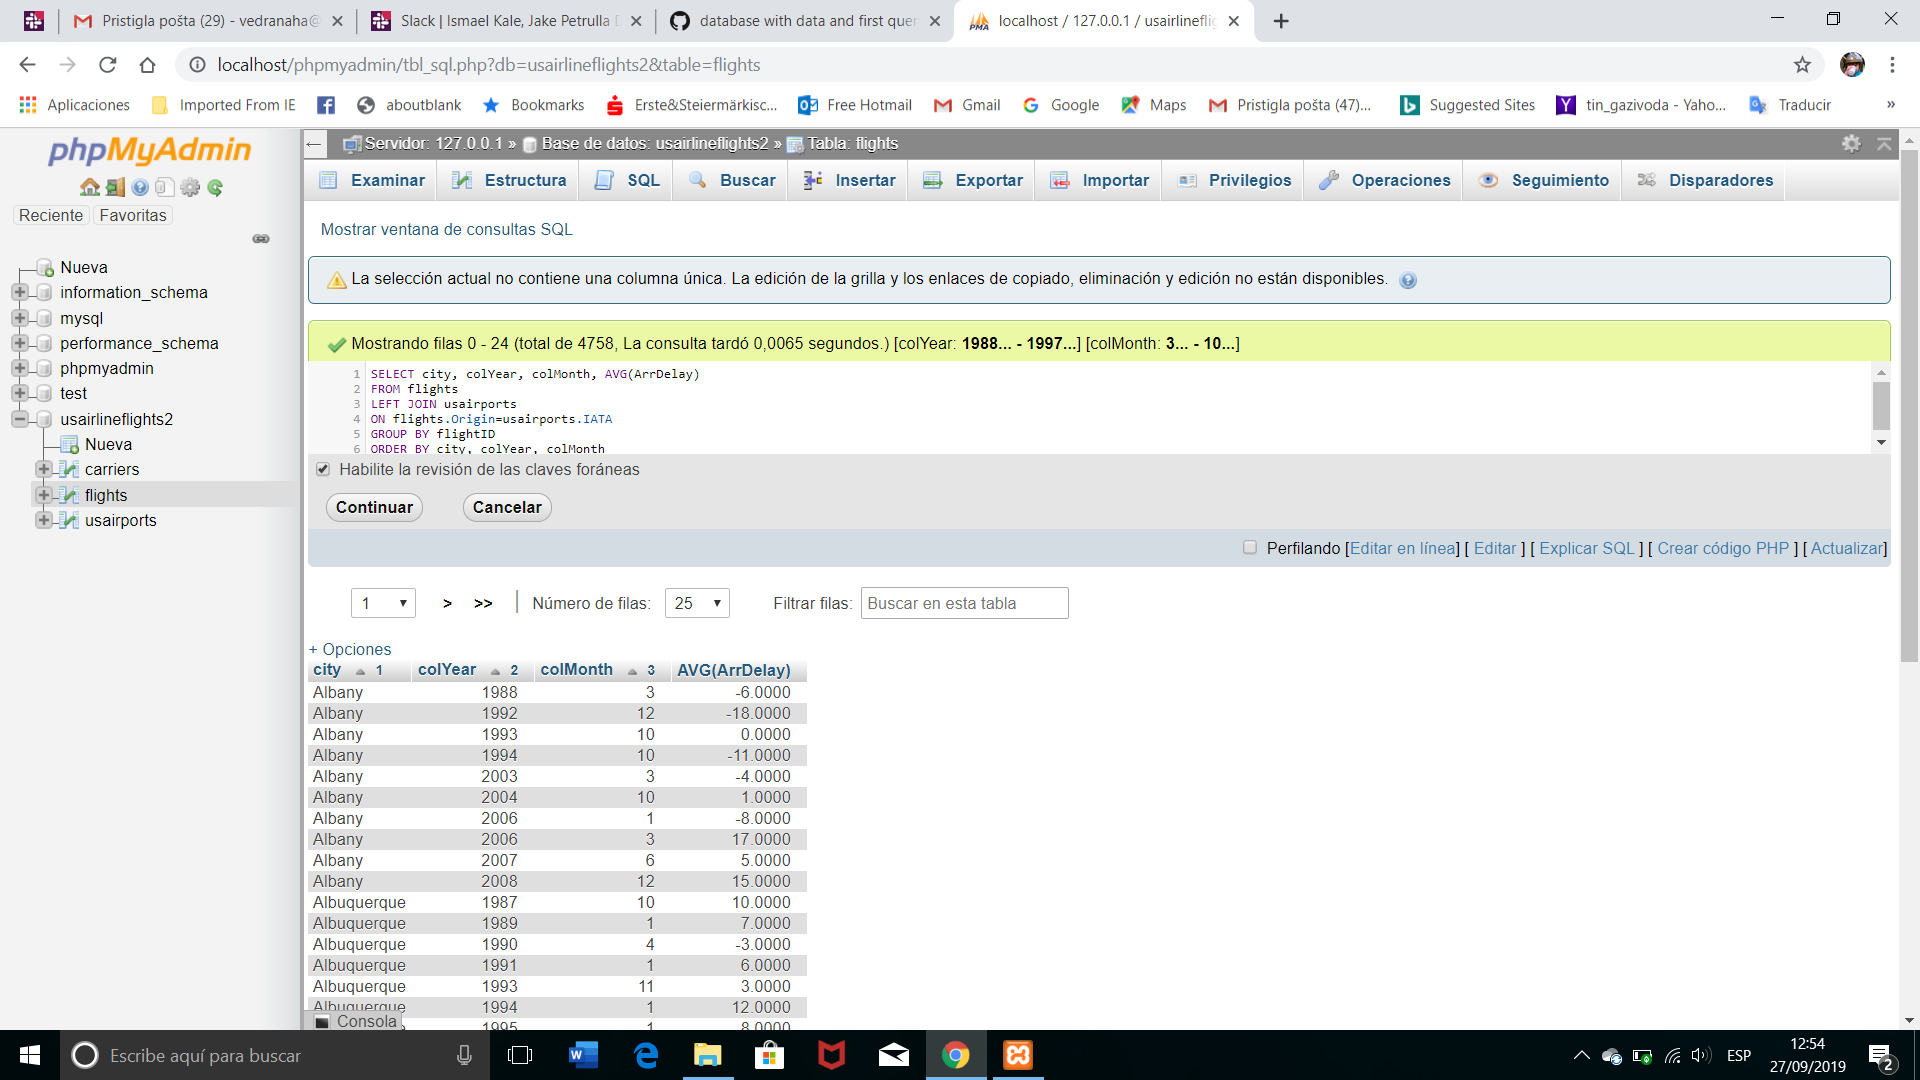 Pristigla pošta (29) - vedranaha@
Slack | Ismael Kale, Jake Petrulla
database with data and first quer
localhost / 127.0.0.1 / usairlinefli
localhost/phpmyadmin/tbl_sql.php?db=usairlineflights2&table=flights
Aplicaciones
Imported From IE
aboutblank
Bookmarks
Erste&Steiermärkisc...
Free Hotmail
Gmail
Google
Maps
Pristigla pošta (47)...
Suggested Sites
tin_gazivoda - Yaho...
Traducir
»
phpMyAdmin
Reciente Favoritas
Nueva
information_schema
mysql
performance_schema
phpmyadmin
test
usairlineflights2
Nueva
carriers
flights
usairports
Servidor: 127.0.0.1 » Base de datos: usairlineflights2 » Tabla: flights
Examinar Estructura SQL Buscar Insertar Exportar Importar Privilegios Operaciones Seguimiento Disparadores
Mostrar ventana de consultas SQL
La selección actual no contiene una columna única. La edición de la grilla y los enlaces de copiado, eliminación y edición no están disponibles.
Mostrando filas 0 - 24 (total de 4758, La consulta tardó 0,0065 segundos.) [colYear: 1988... - 1997...] [colMonth: 3... - 10...]
1 SELECT city, colYear, colMonth, AVG(ArrDelay)
2 FROM flights
3 LEFT JOIN usairports
4 ON flights.Origin=usairports.IATA
5 GROUP BY flightID
6 ORDER BY city, colYear, colMonth
Habilite la revisión de las claves foráneas
Continuar Cancelar
Perfilando [Editar en línea] [ Editar ] [ Explicar SQL ] [ Crear código PHP ] [ Actualizar]
1 > >> Número de filas: 25 Filtrar filas: Buscar en esta tabla
+ Opciones
city 1 colYear 2 colMonth 3 AVG(ArrDelay)
Albany 1988 3 -6.0000
Albany 1992 12 -18.0000
Albany 1993 10 0.0000
Albany 1994 10 -11.0000
Albany 2003 3 -4.0000
Albany 2004 10 1.0000
Albany 2006 1 -8.0000
Albany 2006 3 17.0000
Albany 2007 6 5.0000
Albany 2008 12 15.0000
Albuquerque 1987 10 10.0000
Albuquerque 1989 1 7.0000
Albuquerque 1990 4 -3.0000
Albuquerque 1991 1 6.0000
Albuquerque 1993 11 3.0000
Albuquerque 1994 1 12.0000
1995 1 8.0000
Consola
Escribe aquí para buscar
ESP
12:54
27/09/2019
2